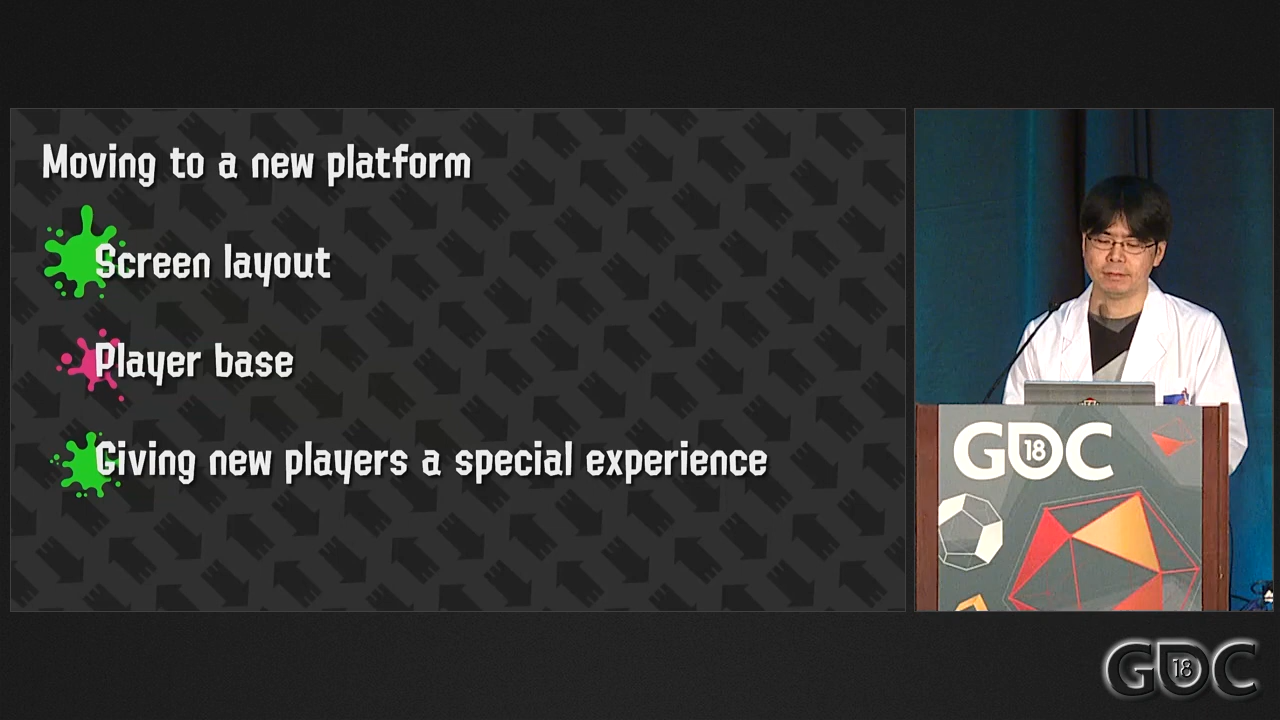 Moving to a new platform
Screen layout
Player base
Giving new players a special experience
GDC
18
GDC
18